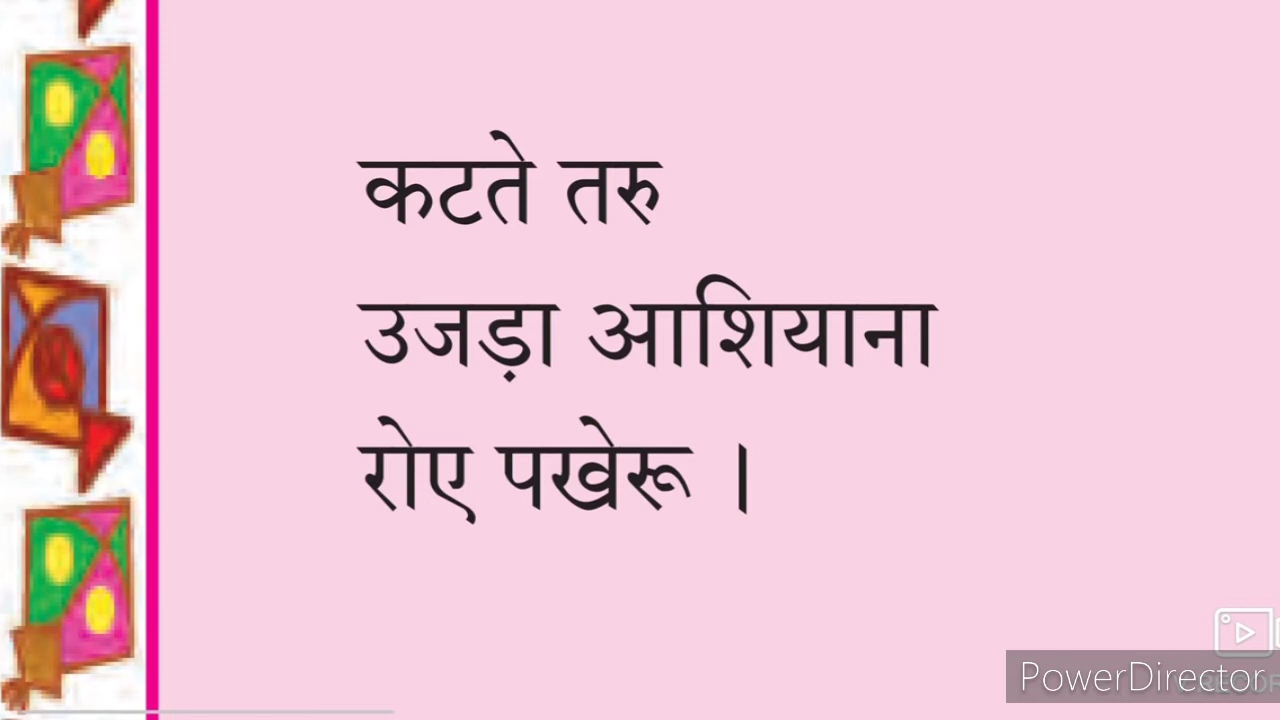 कटते तरु
उजड़ा आशियाना
रोए पखेरू ।
PowerDirector